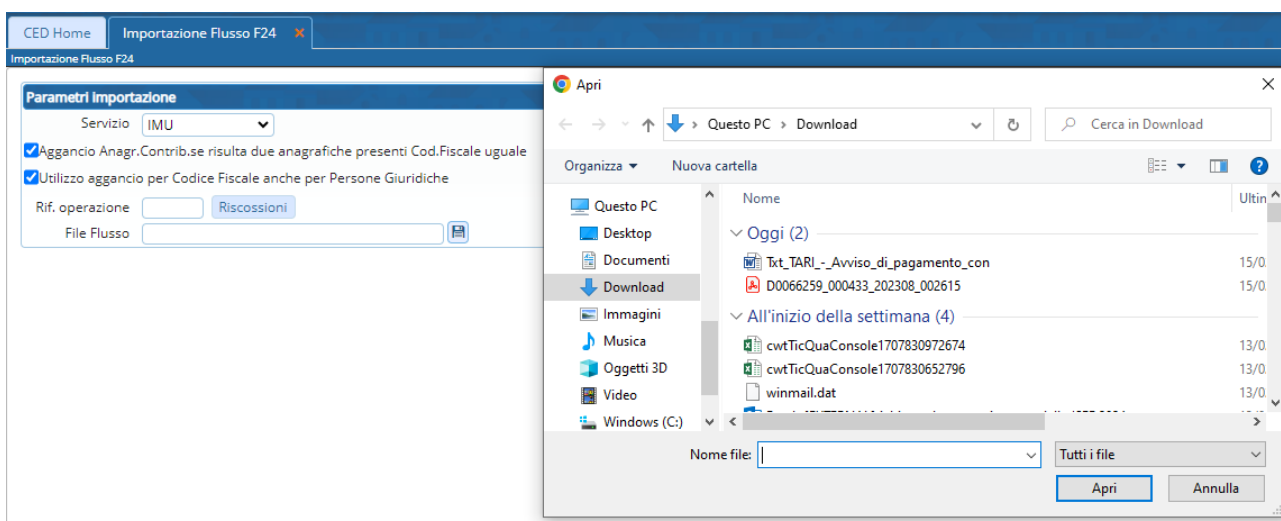 CED Home Importazione Flusso F24 ×
Importazione Flusso F24
Parametri Importazione
Servizio IMU
Aggancio Anagr.Contrib.se risulta due anagrafiche presenti Cod.Fiscale uguale
Utilizzo aggancio per Codice Fiscale anche per Persone Giuridiche
Rif. operazione Riscossioni
File Flusso
Apri
Questo PC > Download
Cerca in Download
Organizza Nuova cartella
Questo PC
Desktop
Documenti
Download
Immagini
Musica
Oggetti 3D
Video
Windows (C:)
Nome Ultin
Oggi (2)
Txt_TARI_-_Avviso_di_pagamento_con 15/0
D0066259_000433_202308_002615 15/0
All'inizio della settimana (4)
cwtTicQuaConsole1707830972674 13/0
cwtTicQuaConsole1707830652796 13/0
winmail.dat 13/0
Nome file: Tutti i file
Apri Annulla